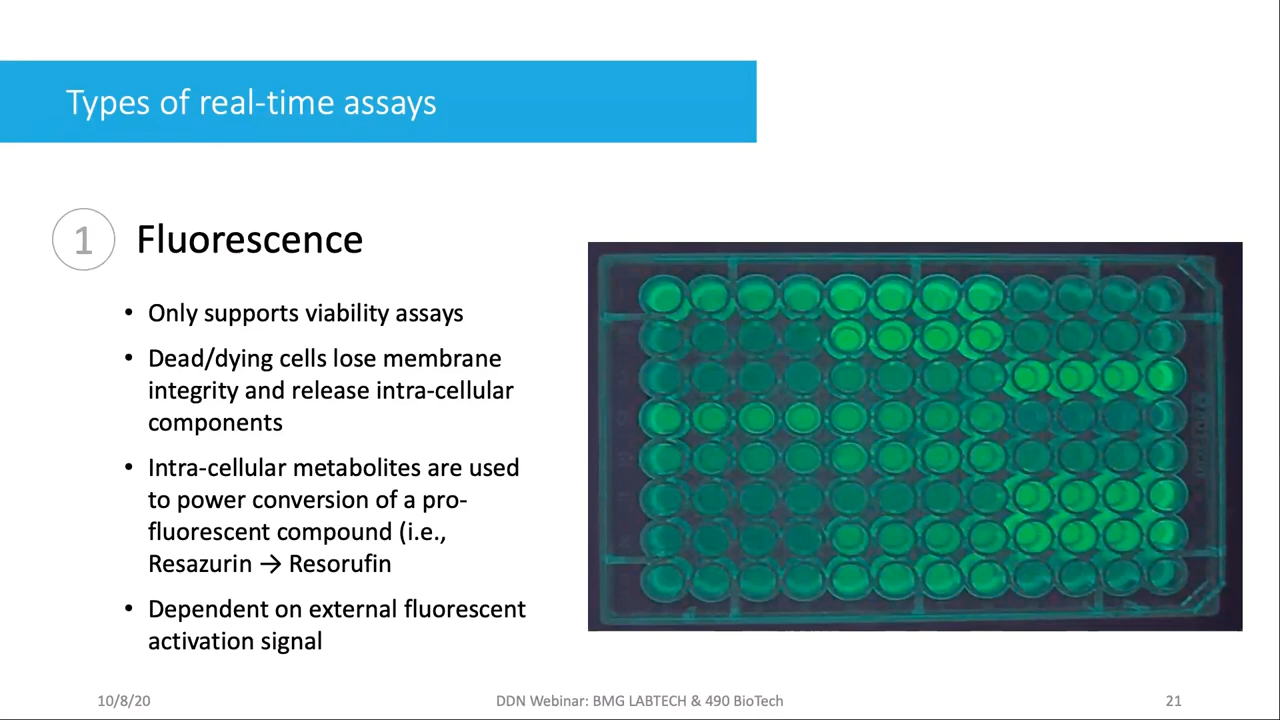 Types of real-time assays
1 Fluorescence
• Only supports viability assays
• Dead/dying cells lose membrane
integrity and release intra-cellular
components
• Intra-cellular metabolites are used
to power conversion of a pro-
fluorescent compound (i.e.,
Resazurin → Resorufin
• Dependent on external fluorescent
activation signal
10/8/20
DDN Webinar: BMG LABTECH & 490 BioTech
21